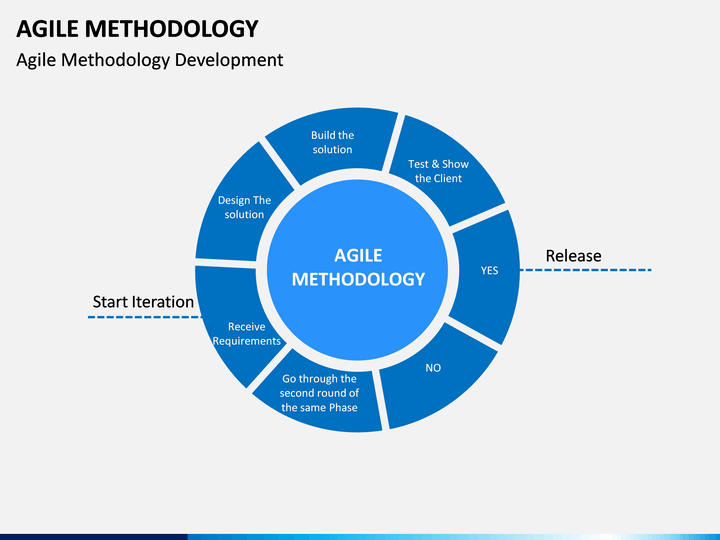 AGILE METHODOLOGY
Agile Methodology Development
Build the
solution
Test & Show
the Client
Design The
solution
AGILE
METHODOLOGY
YES
Release
Start Iteration
Receive
Requirements
NO
Go through the
second round of
the same Phase